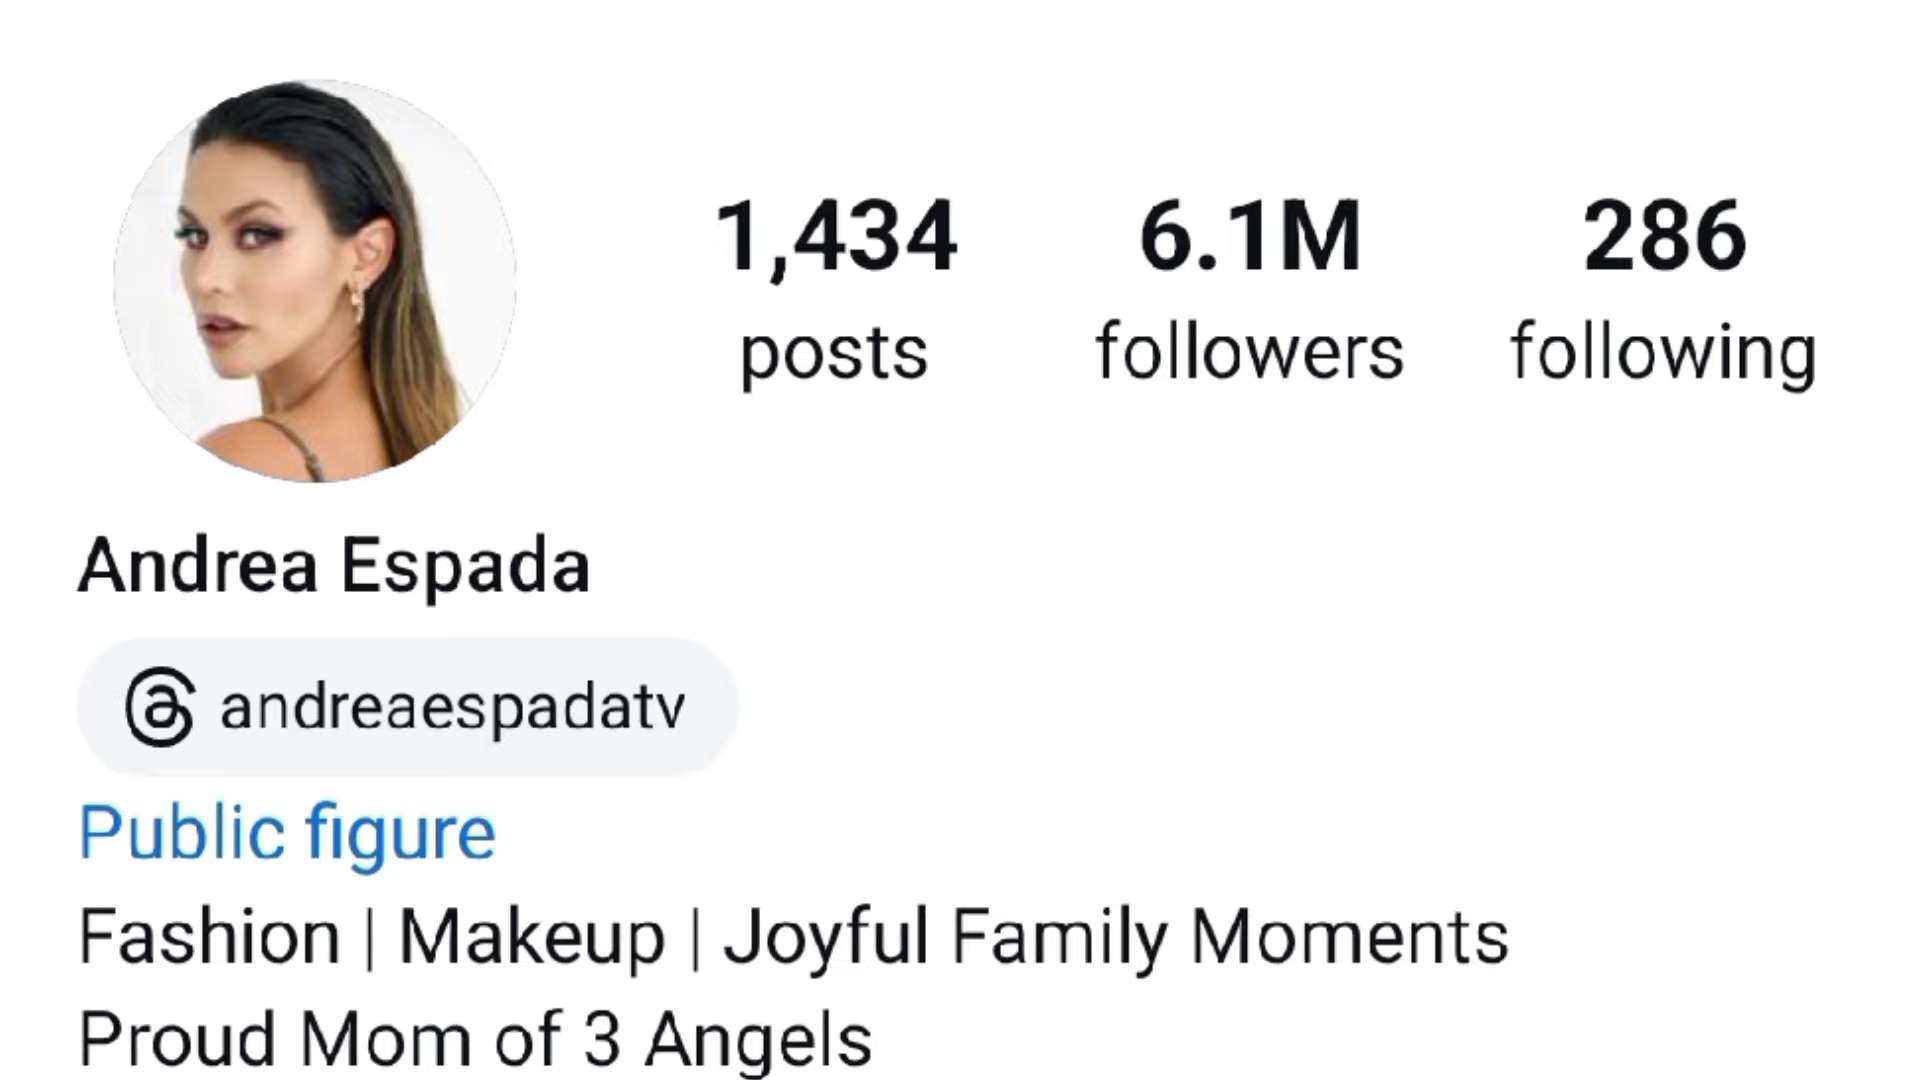 1,434 6.1M 286
posts followers following
Andrea Espada
andreaespadatv
Public figure
Fashion | Makeup | Joyful Family Moments
Proud Mom of 3 Angels